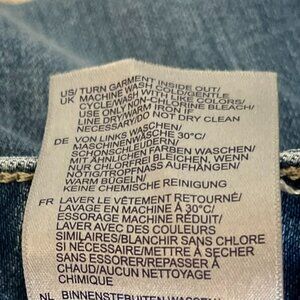 US/ TURN GARMENT INSIDE OUT/
UK MACHINE WASH COLD/GENTLE
CYCLE/WASH WITH LIKE COLORS/
USE ONLY NON-CHLORINE BLEACH/
LINE DRY/WARM IRON IF
NECESSARY/DO NOT DRY CLEAN
DE VON LINKS WASCHEN/
MASCHINENWÄSCHE 30°C/
MIT ÄHNLICHEN FARBEN WASCHEN/
NUR CHLORFREI BLEICHEN, WENN
NÖTIG/TROPFNASS AUFHÄNGEN/
WARM BÜGELN/
KEINE CHEMISCHE REINIGUNG
FR LAVER LE VÊTEMENT RETOURNÉ/
LAVAGE EN MACHINE À 30°C/
ESSORAGE MACHINE RÉDUIT/
LAVER AVEC DES COULEURS
SIMILAIRES/BLANCHIR SANS CHLORE
SI NÉCESSAIRE/METTRE À SÉCHER
SANS ESSORER/REPASSER À
CHAUD/AUCUN NETTOYAGE
CHIMIQUE
NL BINNENSTEBUITEN WASSEN/